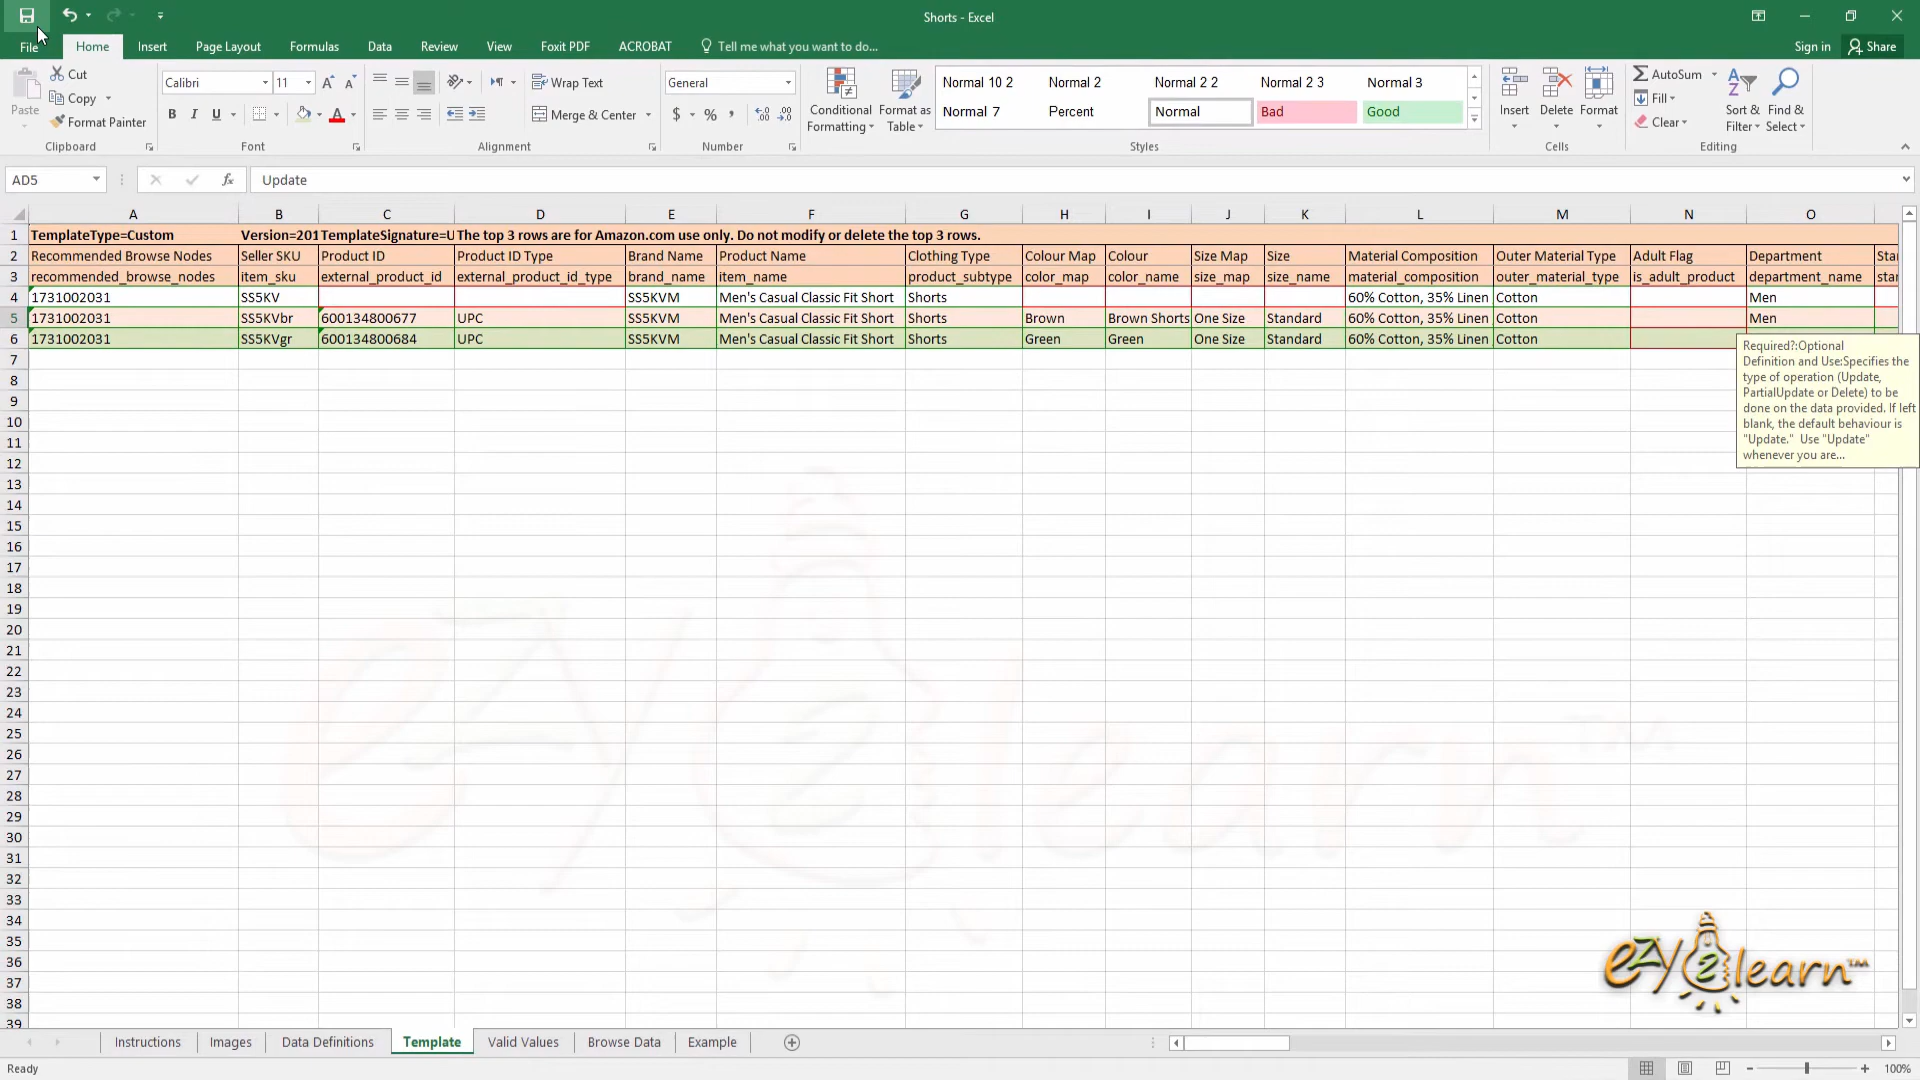 Shorts - Excel
File Home Insert Page Layout Formulas Data Review View Foxit PDF ACROBAT Tell me what you want to do... Sign in Share
Paste Cut Calibri 11 Wrap Text General Conditional Formatting Format as Table Normal 10 2 Normal 2 Normal 2 2 Normal 2 3 Normal 3 Insert Delete Format AutoSum Sort & Filter Find & Select
Copy Fill
Format Painter B I U A Merge & Center $ % , Normal 7 Percent Normal Bad Good Clear
Clipboard Font Alignment Number Styles Cells Editing
AD5 fx Update
A B C D E F G H I J K L M N O
1 TemplateType=Custom Version=201 TemplateSignature=U The top 3 rows are for Amazon.com use only. Do not modify or delete the top 3 rows.
2 Recommended Browse Nodes Seller SKU Product ID Product ID Type Brand Name Product Name Clothing Type Colour Map Colour Size Map Size Material Composition Outer Material Type Adult Flag Department Star
3 recommended_browse_nodes item_sku external_product_id external_product_id_type brand_name item_name product_subtype color_map color_name size_map size_name material_composition outer_material_type is_adult_product department_name star
4 1731002031 SS5KV SS5KVM Men's Casual Classic Fit Short Shorts 60% Cotton, 35% Linen Cotton Men
5 1731002031 SS5KVbr 600134800677 UPC SS5KVM Men's Casual Classic Fit Short Shorts Brown Brown Shorts One Size Standard 60% Cotton, 35% Linen Cotton Men
6 1731002031 SS5KVgr 600134800684 UPC SS5KVM Men's Casual Classic Fit Short Shorts Green Green One Size Standard 60% Cotton, 35% Linen Cotton
Required?:Optional
Definition and Use:Specifies the
type of operation (Update,
PartialUpdate or Delete) to be
done on the data provided. If left
blank, the default behaviour is
"Update." Use "Update"
whenever you are...
7
8
9
10
11
12
13
14
15
16
17
18
19
20
21
22
23
24
25
26
27
28
29
30
31
32
33
34
35
36
37
38
39
ezy2learn™
ezy2learn™
Instructions Images Data Definitions Template Valid Values Browse Data Example
Ready 100%